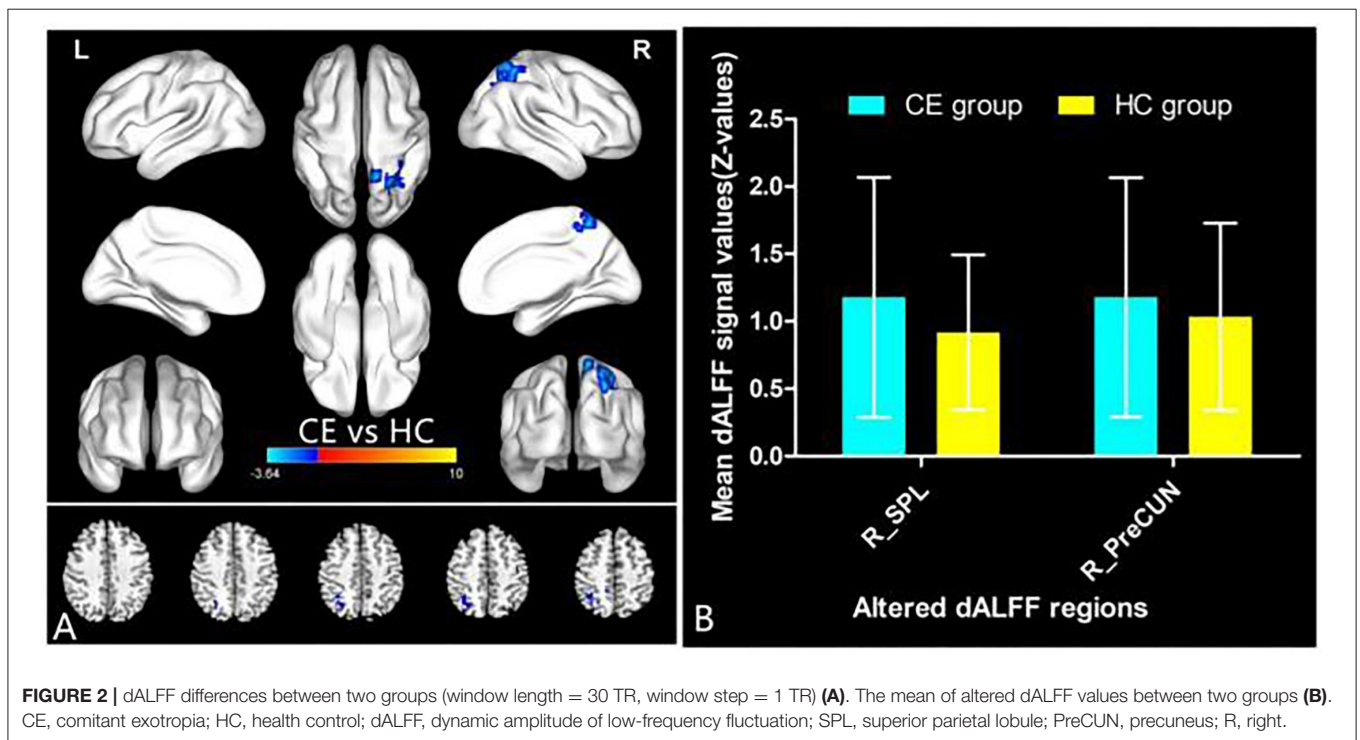 L
R
CE vs HC
-3.64
10
A
CE group
HC group
Mean dALFF signal values(Z-values)
2.5
2.0
1.5
1.0
0.5
0.0
R_SPL
R_PreCUN
Altered dALFF regions
B
FIGURE 2 | dALFF differences between two groups (window length = 30 TR, window step = 1 TR) (A). The mean of altered dALFF values between two groups (B).
CE, comitant exotropia; HC, health control; dALFF, dynamic amplitude of low-frequency fluctuation; SPL, superior parietal lobule; PreCUN, precuneus; R, right.